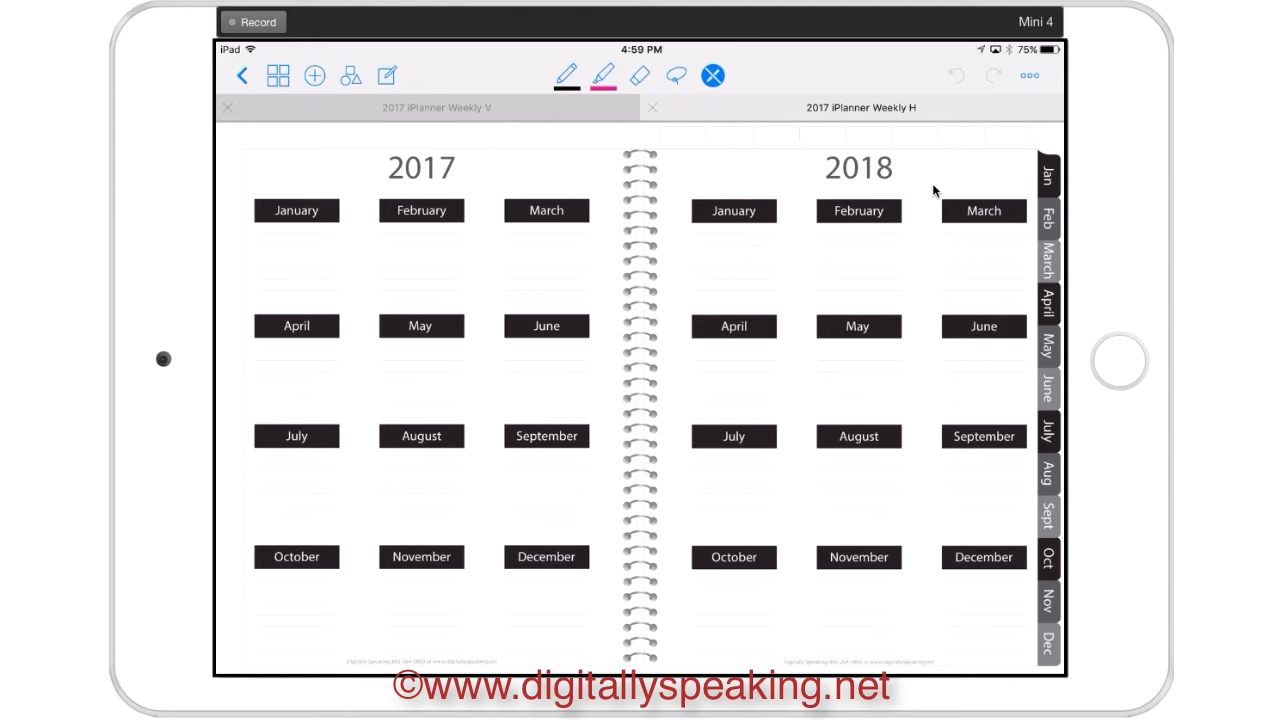 Record
Mini 4
iPad
4:59 PM
75%
2017 iPlanner Weekly V
2017 iPlanner Weekly H
2017
January February March
April May June
July August September
October November December
2018
January February March
April May June
July August September
October November December
Jan
Feb
March
April
May
June
July
Aug
Sept
Oct
Nov
Dec
©www.digitallyspeaking.net